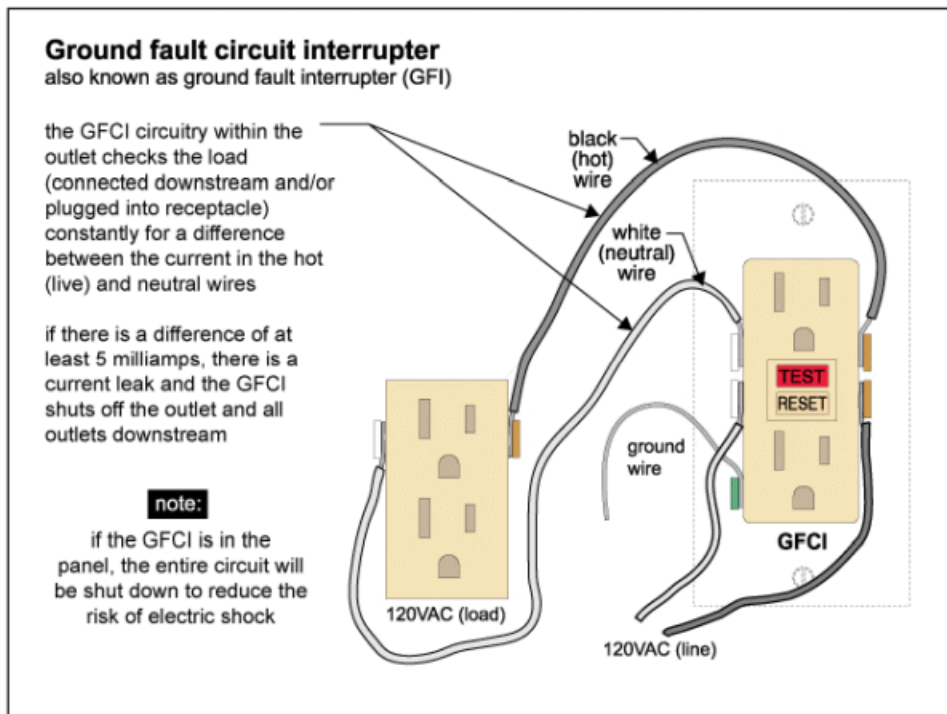 Ground fault circuit interrupter
also known as ground fault interrupter (GFI)
the GFCI circuitry within the
outlet checks the load
(connected downstream and/or
plugged into receptacle)
constantly for a difference
between the current in the hot
(live) and neutral wires
if there is a difference of at
least 5 milliamps, there is a
current leak and the GFCI
shuts off the outlet and all
outlets downstream
note:
if the GFCI is in the
panel, the entire circuit will
be shut down to reduce the
risk of electric shock
black
(hot)
wire
white
(neutral)
wire
TEST
RESET
ground
wire
GFCI
120VAC (load)
120VAC (line)